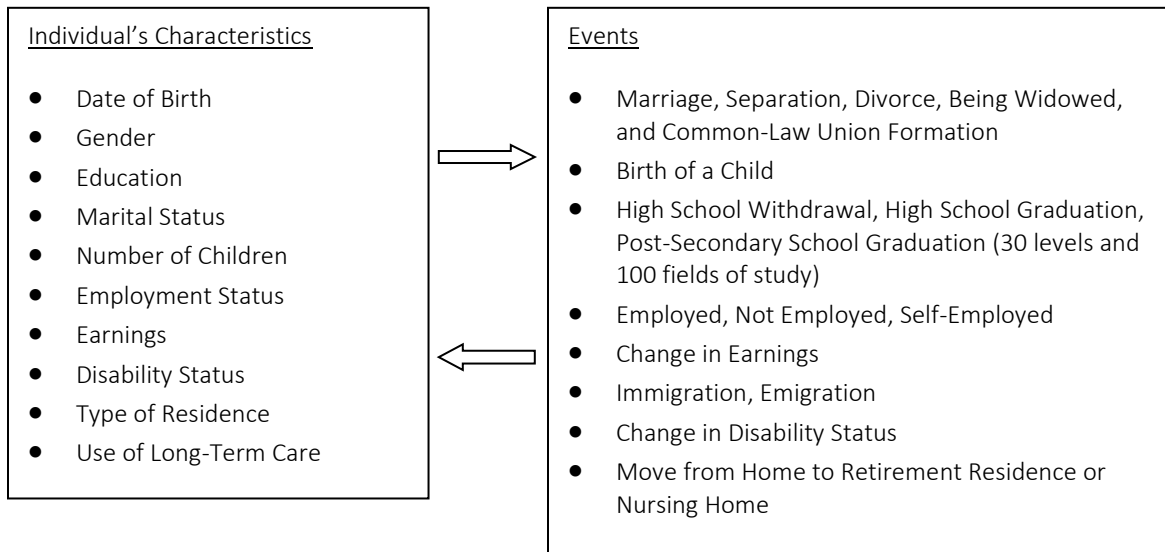 Individual’s Characteristics
● Date of Birth
● Gender
● Education
● Marital Status
● Number of Children
● Employment Status
● Earnings
● Disability Status
● Type of Residence
● Use of Long-Term Care
Events
● Marriage, Separation, Divorce, Being Widowed,
and Common-Law Union Formation
● Birth of a Child
● High School Withdrawal, High School Graduation,
Post-Secondary School Graduation (30 levels and
100 fields of study)
● Employed, Not Employed, Self-Employed
● Change in Earnings
● Immigration, Emigration
● Change in Disability Status
● Move from Home to Retirement Residence or
Nursing Home